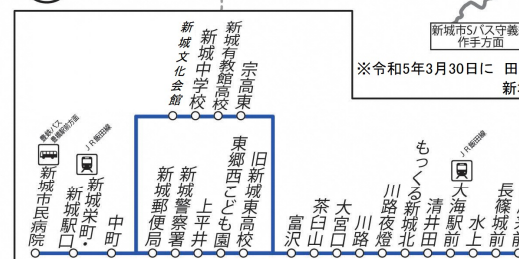 新城市Sバス守義
作手方面
※令和5年3月30日に 田
新城文化会館
新城中学校
新城有教館高校
宗高東
豊鉄バス
豊橋駅前方面
JR飯田線
新城市民病院
新城駅口
新城栄町・
中町
新城郵便局
新城警察署
上平井
東郷西こども園
旧新城東高校
富沢
茶臼山
大宮口
川路
川路夜燈
もっくる新城北
清井田
JR飯田線
大海駅前
水上
長篠城前